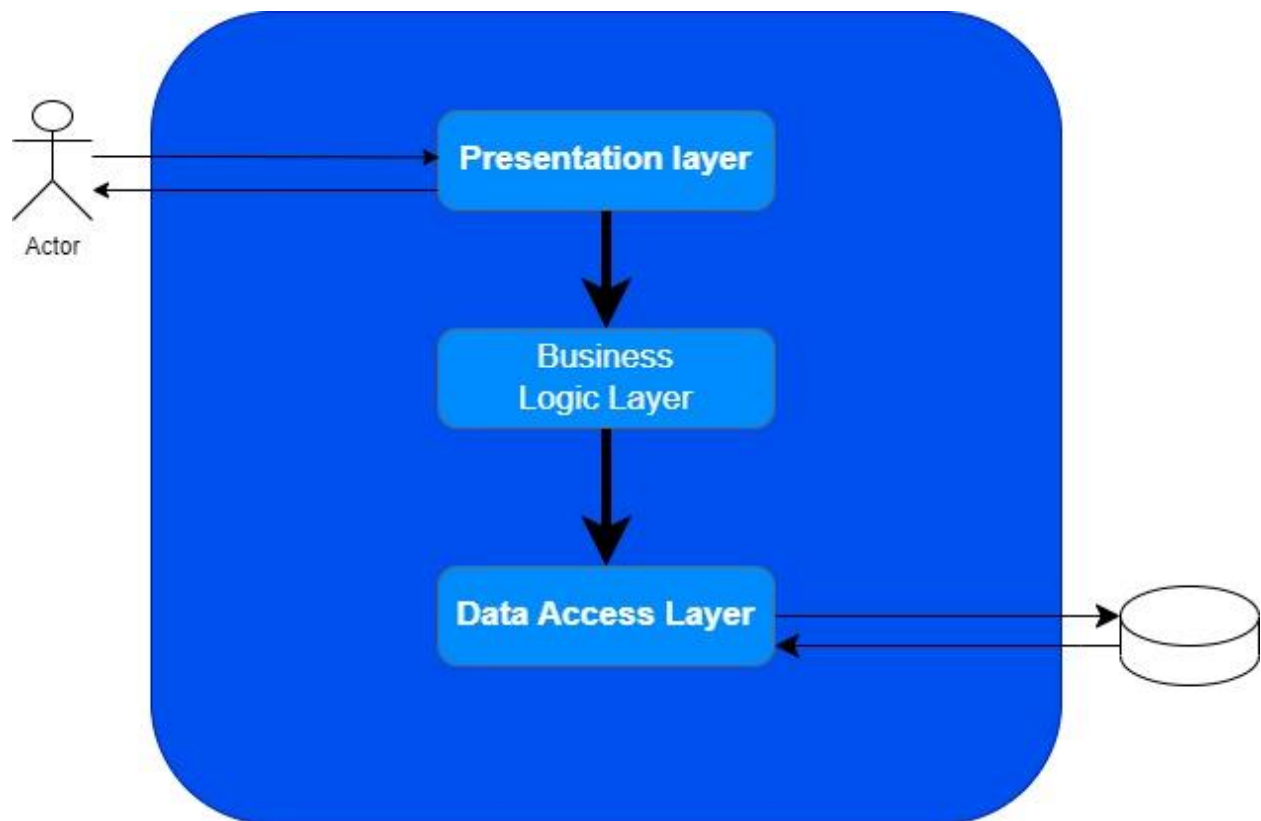 Presentation layer
Actor
Business
Logic Layer
Data Access Layer